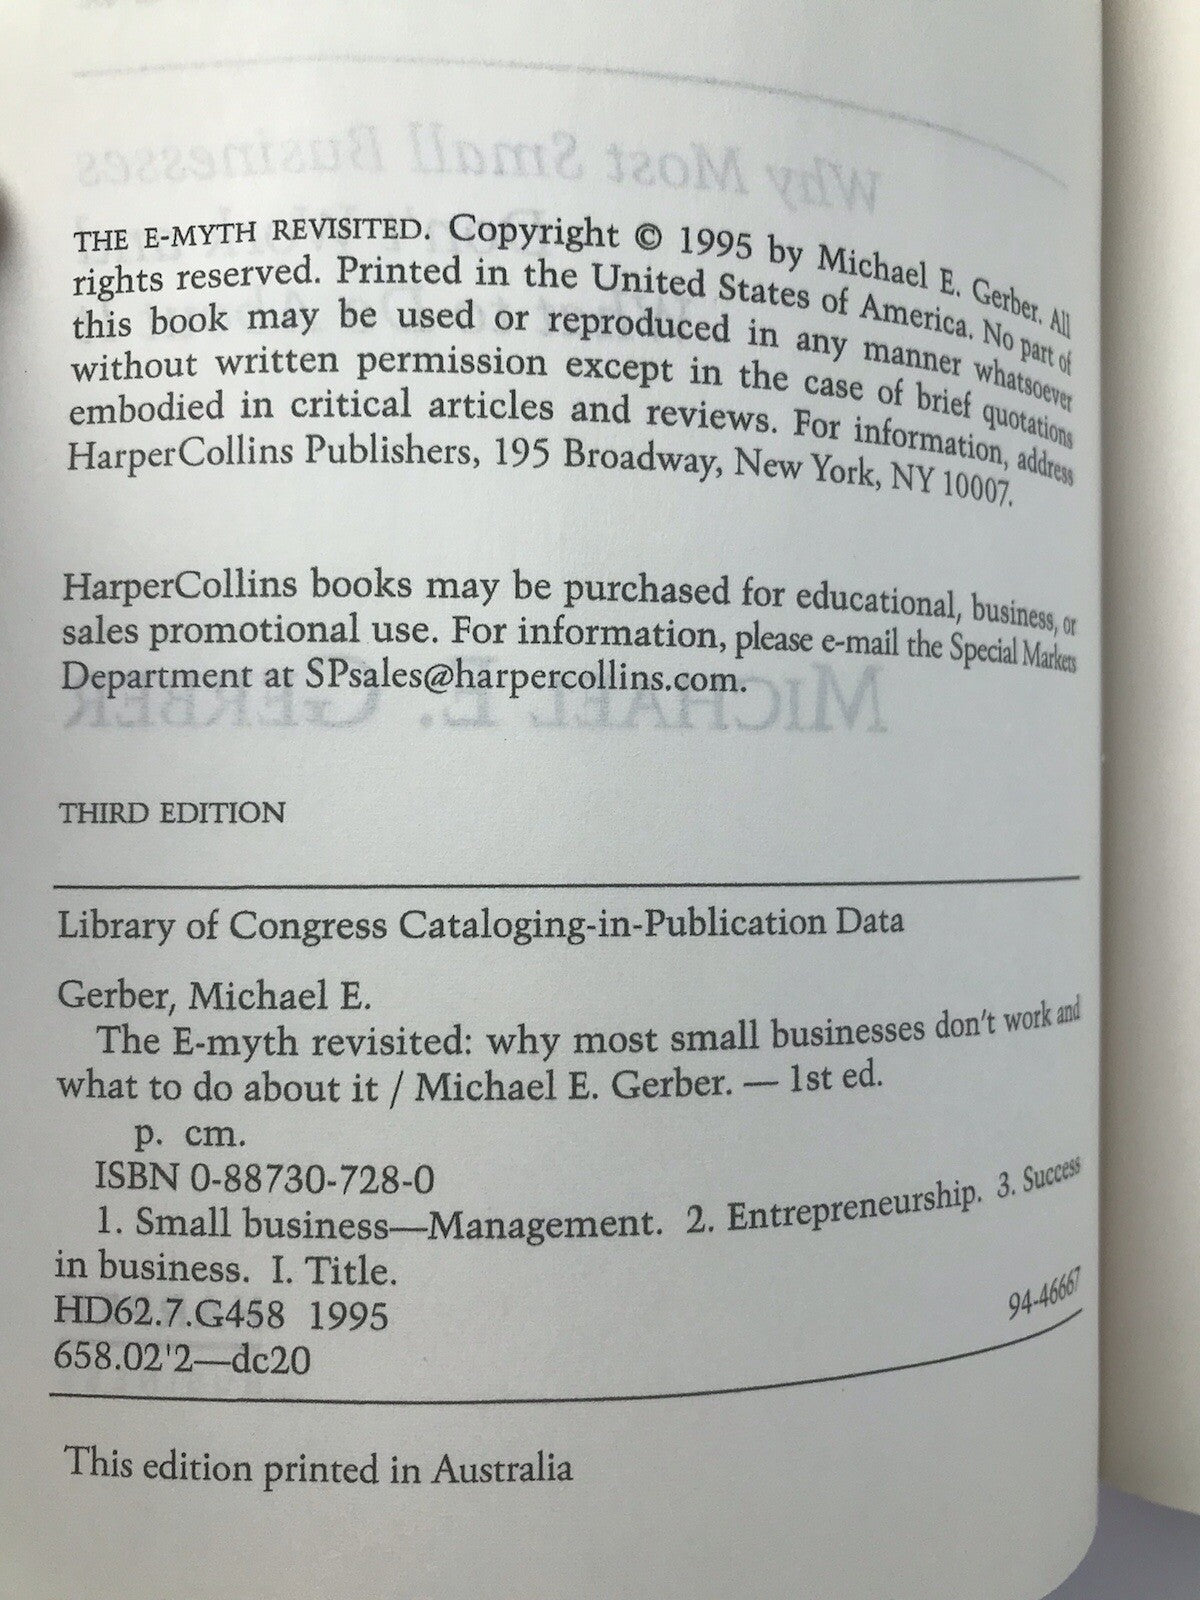 THE E-MYTH REVISITED. Copyright © 1995 by Michael E. Gerber. All
rights reserved. Printed in the United States of America. No part of
this book may be used or reproduced in any manner whatsoever
without written permission except in the case of brief quotations
embodied in critical articles and reviews. For information, address
HarperCollins Publishers, 195 Broadway, New York, NY 10007.
HarperCollins books may be purchased for educational, business, or
sales promotional use. For information, please e-mail the Special Markets
Department at SPsales@harpercollins.com.
THIRD EDITION
Library of Congress Cataloging-in-Publication Data
Gerber, Michael E.
The E-myth revisited: why most small businesses don't work and
what to do about it / Michael E. Gerber. — 1st ed.
p. cm.
ISBN 0-88730-728-0
1. Small business—Management. 2. Entrepreneurship. 3. Success
in business. I. Title.
HD62.7.G458 1995
94-46667
658.02'2—dc20
This edition printed in Australia